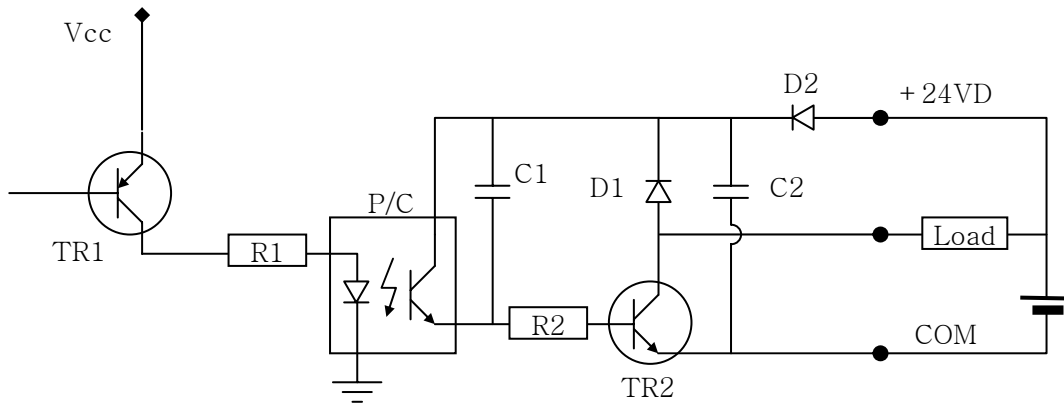 Vcc
D2
+24VD
C1
D1
C2
P/C
TR1
R1
Load
R2
COM
TR2